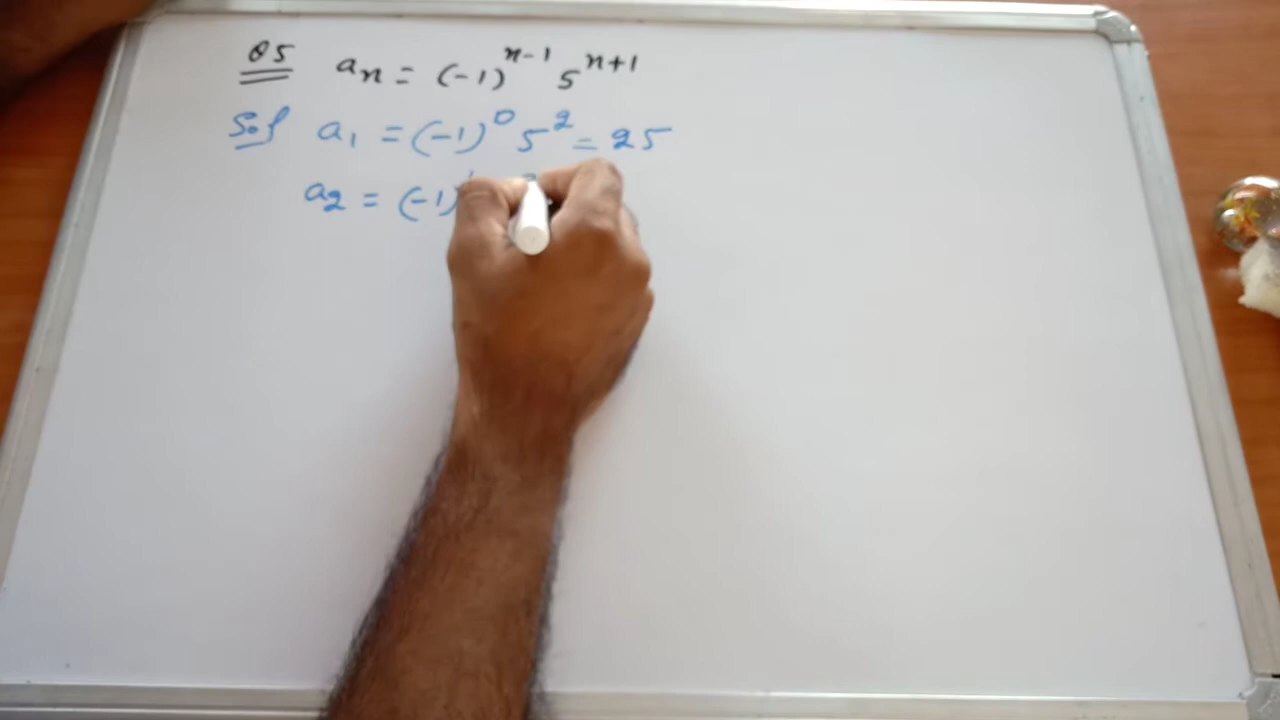 Q5 aₙ = (-1)ⁿ⁻¹ 5ⁿ⁺¹
Sol a₁ = (-1)⁰ 5² = 25
a₂ = (-1)